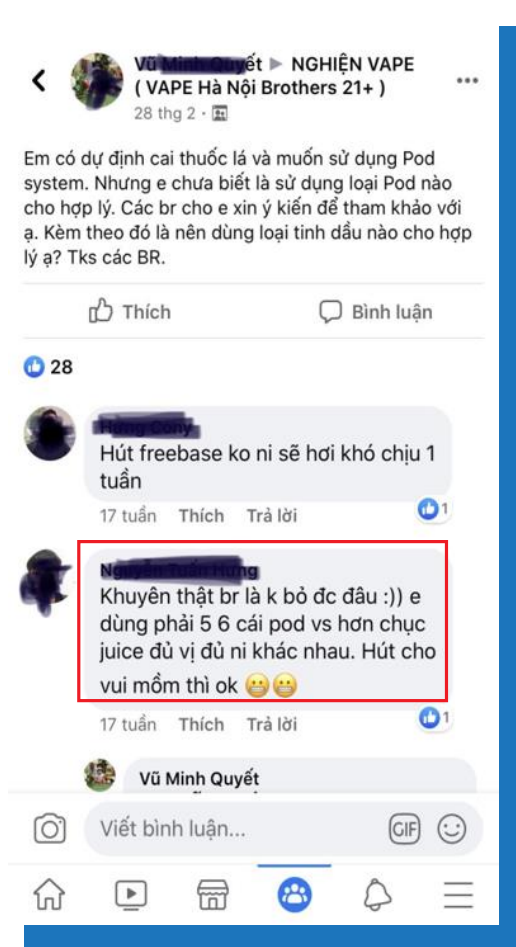 Vũ Minh Quyết ▶ NGHIỆN VAPE
( VAPE Hà Nội Brothers 21+ )
28 thg 2 ·
Em có dự định cai thuốc lá và muốn sử dụng Pod
system. Nhưng e chưa biết là sử dụng loại Pod nào
cho hợp lý. Các br cho e xin ý kiến để tham khảo với
ạ. Kèm theo đó là nên dùng loại tinh dầu nào cho hợp
lý ạ? Tks các BR.
Thích Bình luận
28
Hút freebase ko ni sẽ hơi khó chịu 1
tuần
17 tuần Thích Trả lời 1
Khuyên thật br là k bỏ đc đâu :)) e
dùng phải 5 6 cái pod vs hơn chục
juice đủ vị đủ ni khác nhau. Hút cho
vui mồm thì ok 😬😬
17 tuần Thích Trả lời 1
Vũ Minh Quyết
Viết bình luận... GIF